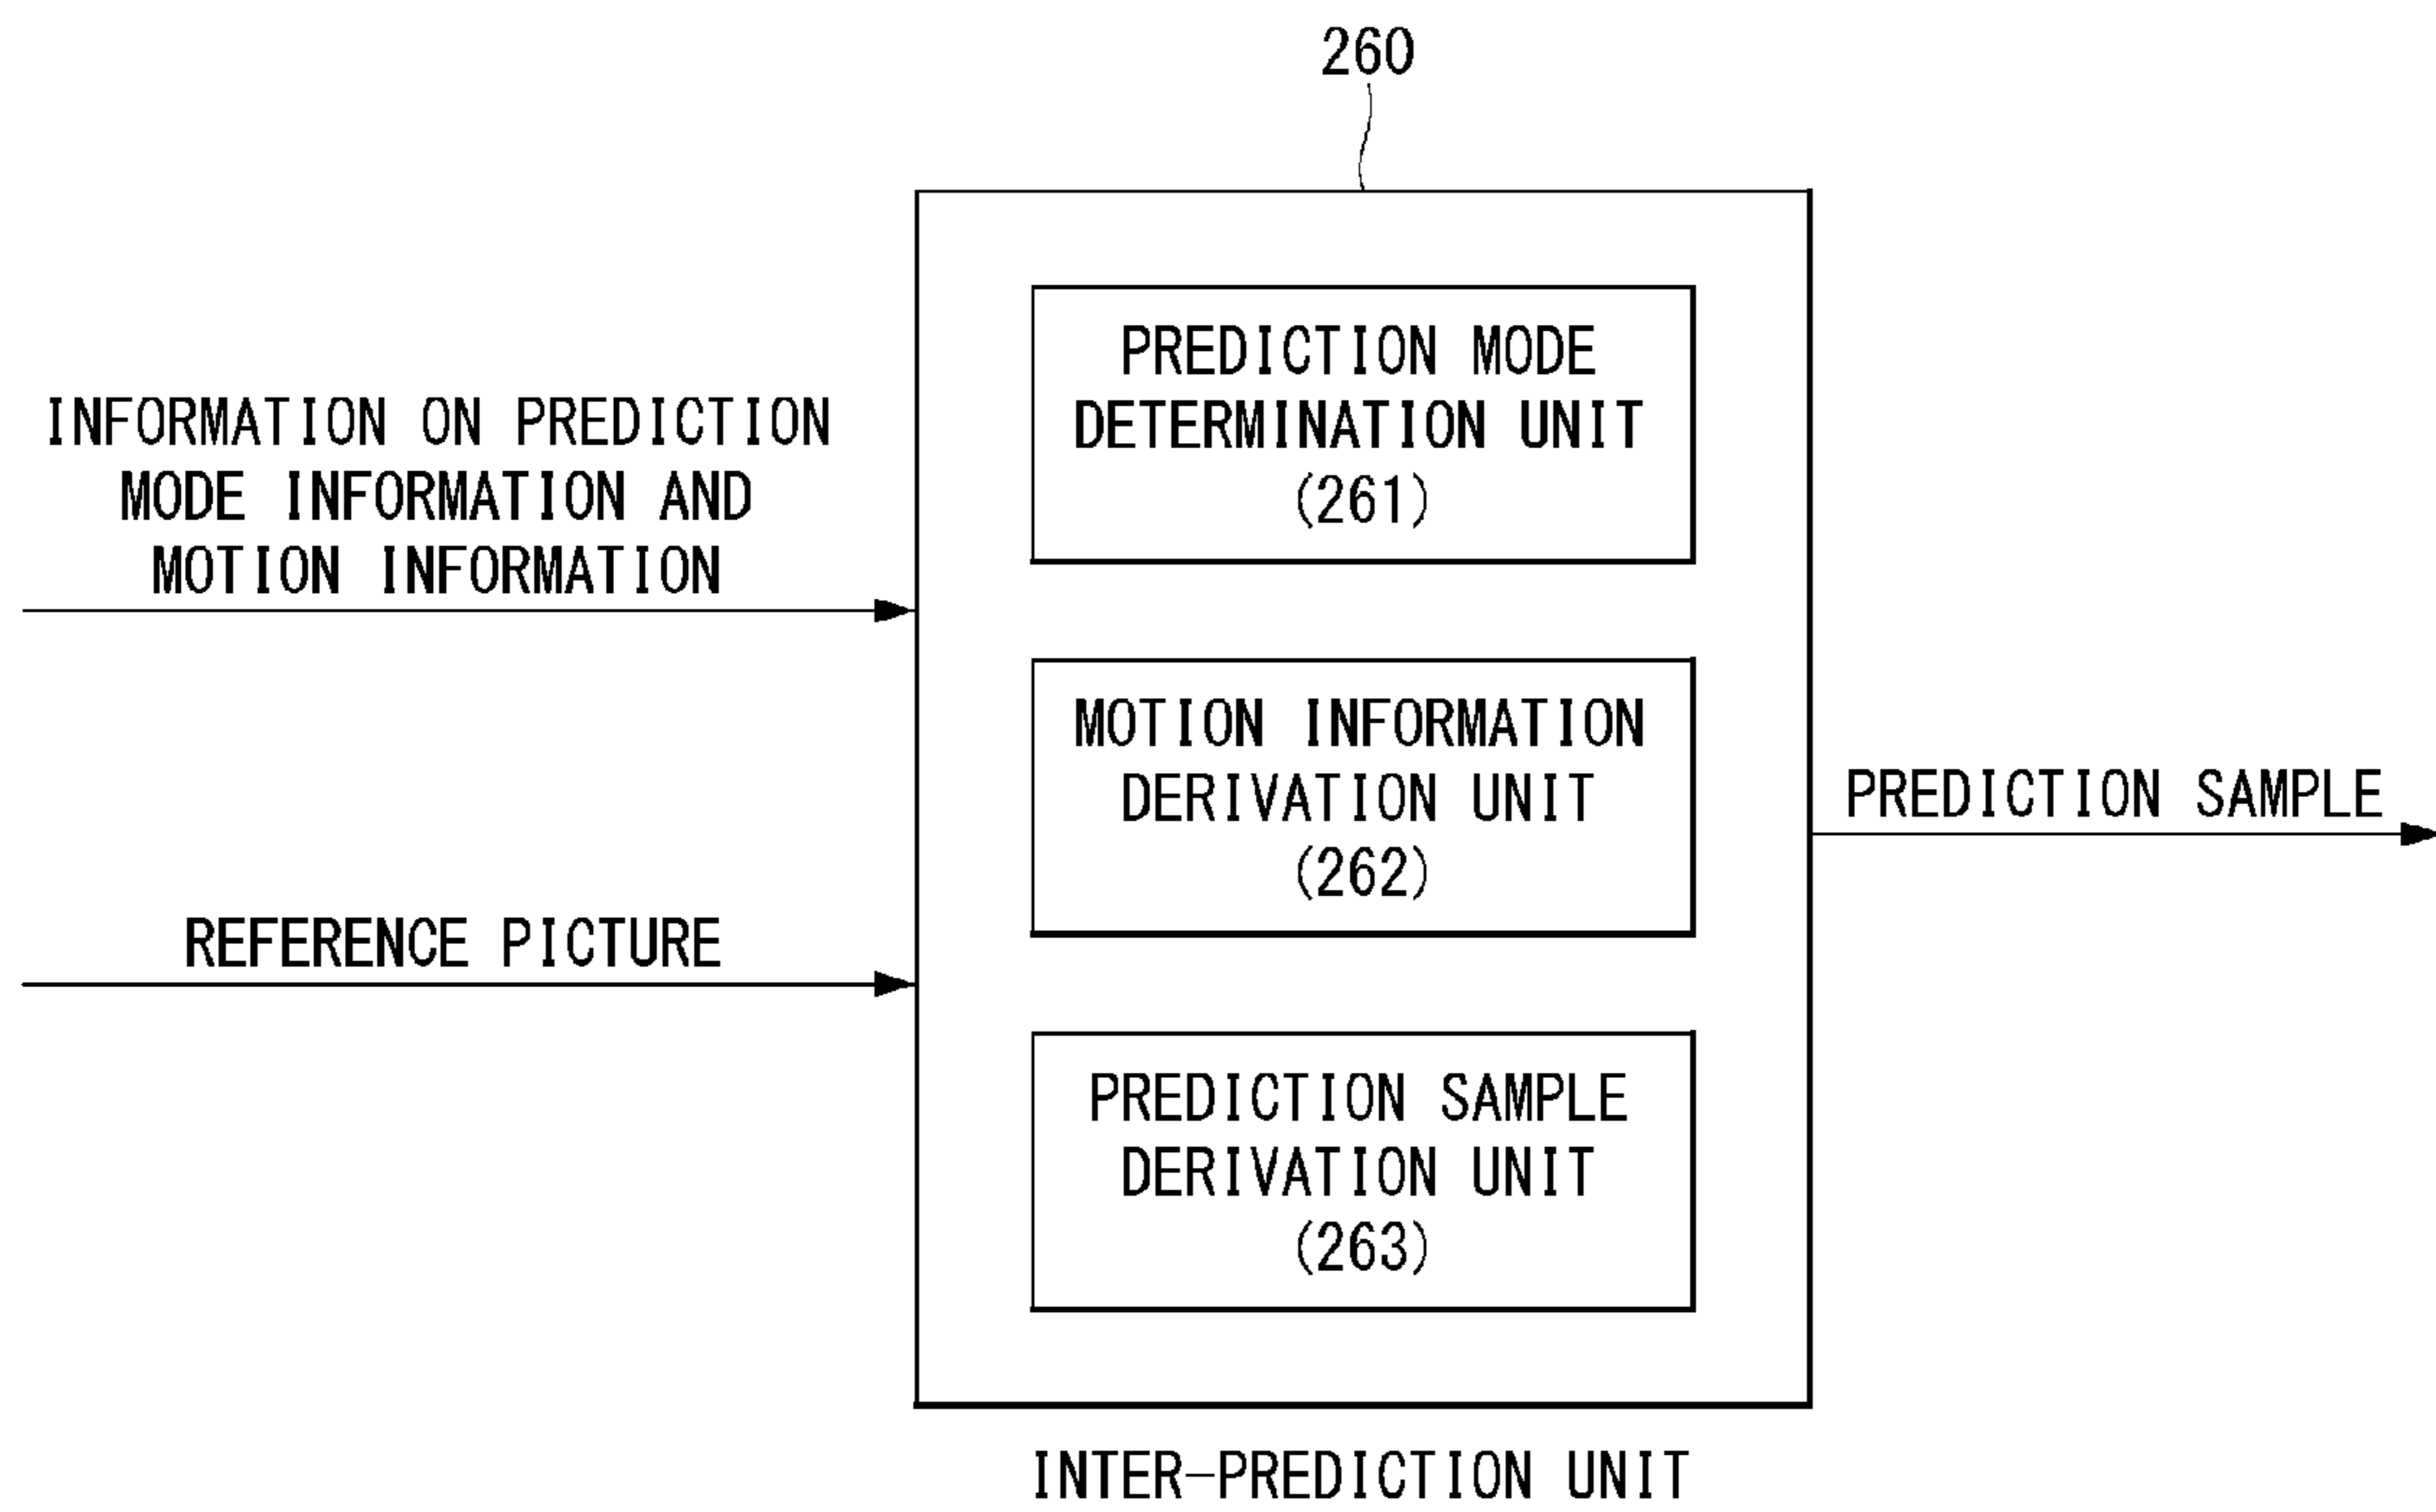 260
INFORMATION ON PREDICTION
MODE INFORMATION AND
MOTION INFORMATION
REFERENCE PICTURE
PREDICTION MODE
DETERMINATION UNIT
(261)
MOTION INFORMATION
DERIVATION UNIT
(262)
PREDICTION SAMPLE
DERIVATION UNIT
(263)
PREDICTION SAMPLE
INTER-PREDICTION UNIT